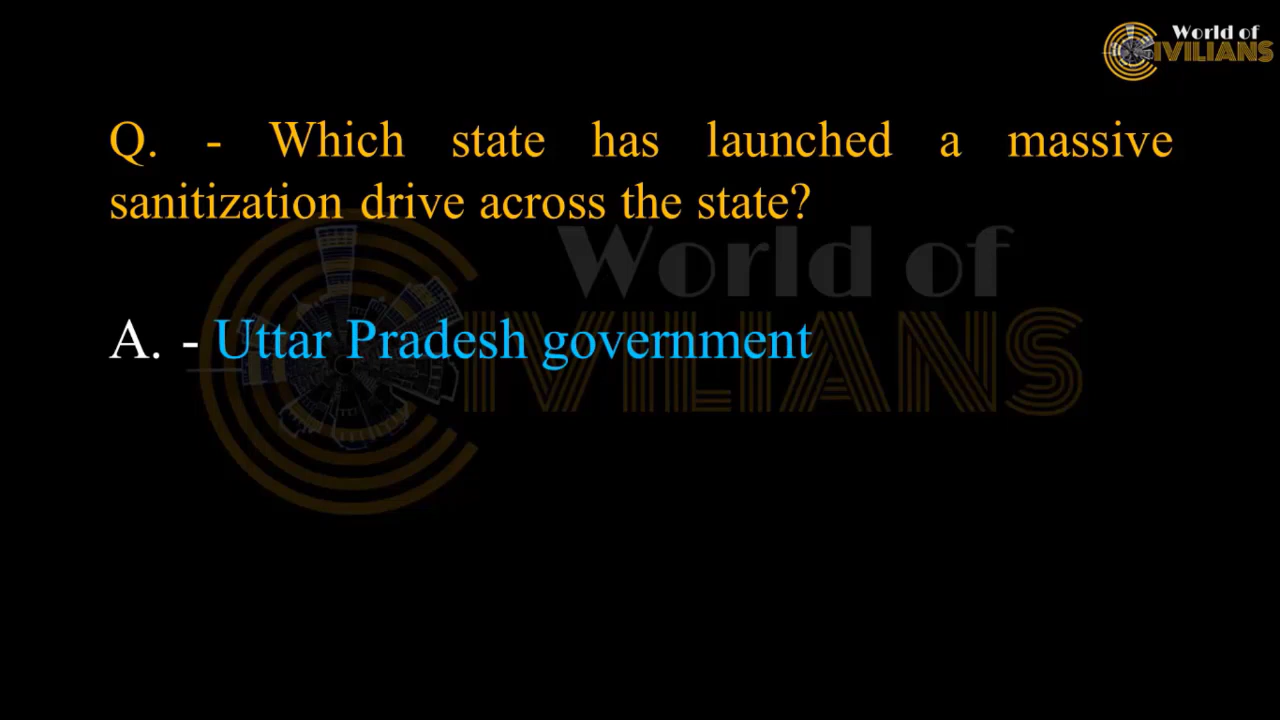 World of
CIVILIANS
Q. - Which state has launched a massive
sanitization drive across the state?
World of
CIVILIANS
A. - Uttar Pradesh government